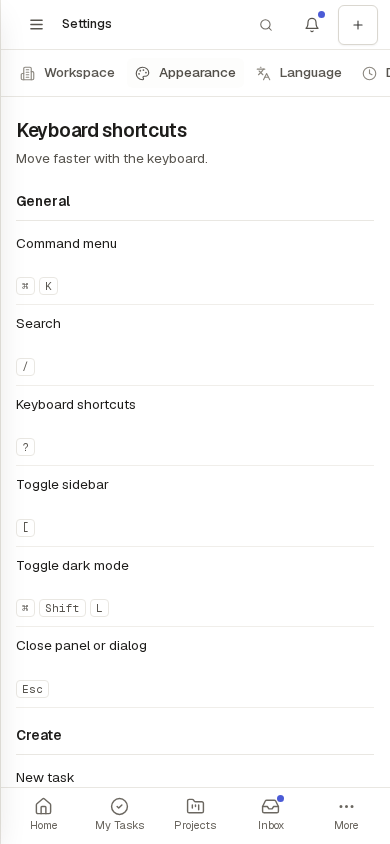 Settings
Workspace Appearance Language D
Keyboard shortcuts
Move faster with the keyboard.
General
Command menu
⌘ K
Search
/
Keyboard shortcuts
?
Toggle sidebar
[
Toggle dark mode
⌘ Shift L
Close panel or dialog
Esc
Create
New task
Home My Tasks Projects Inbox More